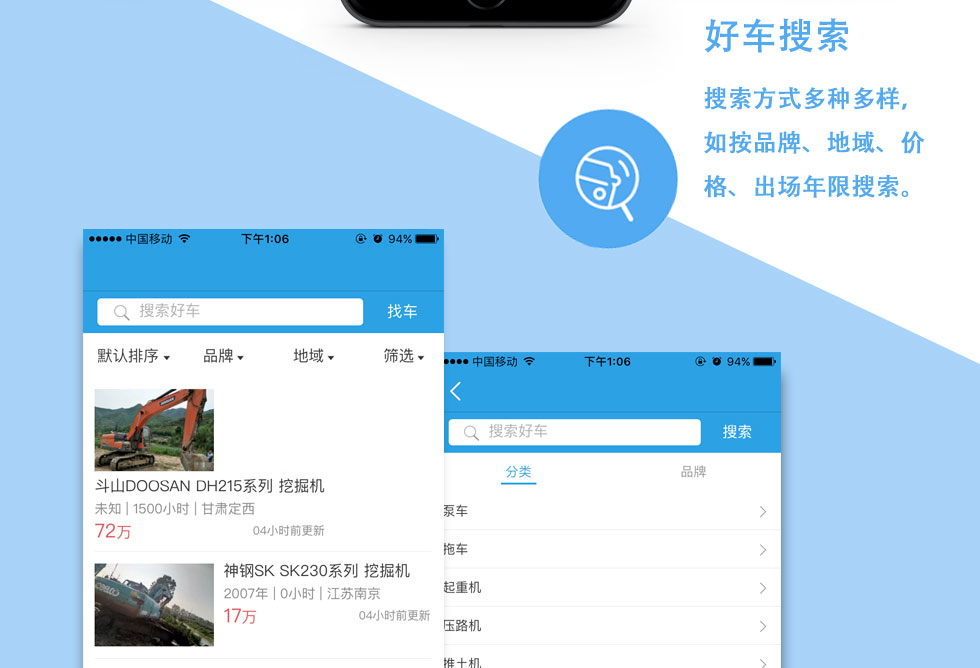 好车搜索
搜索方式多种多样,
如按品牌、地域、价
格、出场年限搜索。
中国移动 下午1:06 94%
搜索好车 找车
默认排序 品牌 地域 筛选
斗山DOOSAN DH215系列 挖掘机
未知 | 1500小时 | 甘肃定西
72万 04小时前更新
神钢SK SK230系列 挖掘机
2007年 | 0小时 | 江苏南京
17万 04小时前更新
中国移动 下午1:06 94%
搜索好车 搜索
分类 品牌
泵车
拖车
起重机
压路机
推土机